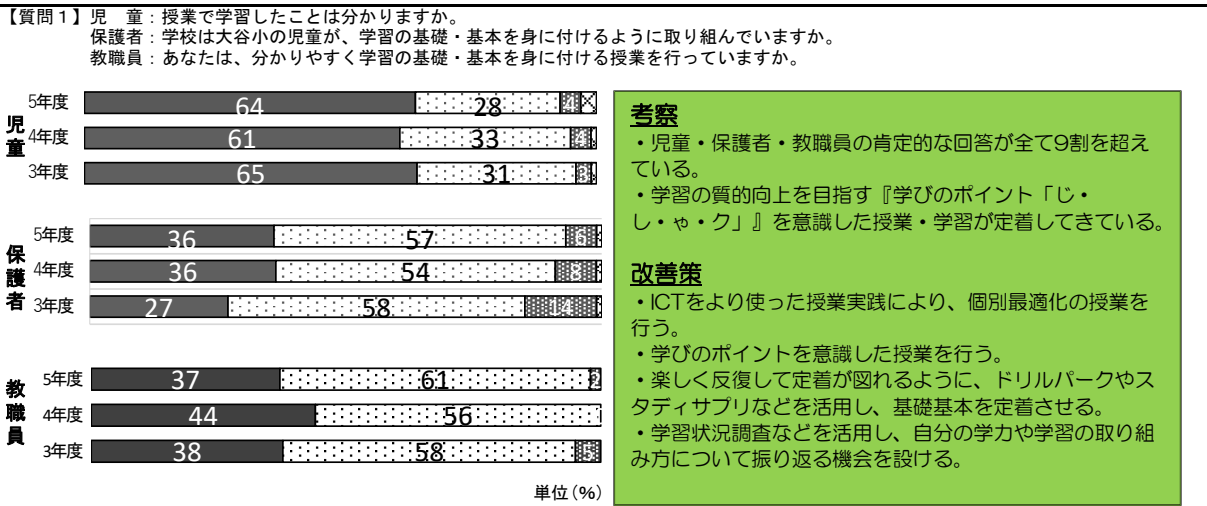 【質問１】児　童：授業で学習したことは分かりますか。
保護者：学校は大谷小の児童が、学習の基礎・基本を身に付けるように取り組んでいますか。
教職員：あなたは、分かりやすく学習の基礎・基本を身に付ける授業を行っていますか。
児童
5年度 64 28 4
4年度 61 33 4
3年度 65 31 3
保護者
5年度 36 57 6
4年度 36 54 8
3年度 27 58 14
教職員
5年度 37 61 2
4年度 44 56
3年度 38 58 5
単位(%)
考察
・児童・保護者・教職員の肯定的な回答が全て9割を超え
ている。
・学習の質的向上を目指す『学びのポイント「じ・
し・ゃ・ク」』を意識した授業・学習が定着してきている。
改善策
・ICTをより使った授業実践により、個別最適化の授業を
行う。
・学びのポイントを意識した授業を行う。
・楽しく反復して定着が図れるように、ドリルパークやス
タディサプリなどを活用し、基礎基本を定着させる。
・学習状況調査などを活用し、自分の学力や学習の取り組
み方について振り返る機会を設ける。